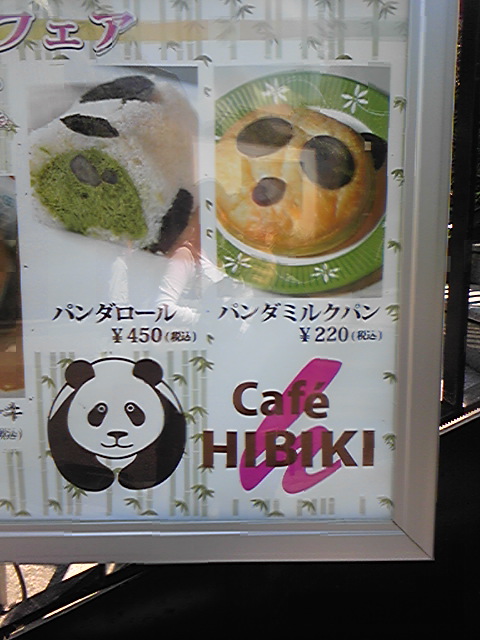 フェア
パンダロール
¥450(税込)
パンダミルクパン
¥220(税込)
Café
HIBIKI